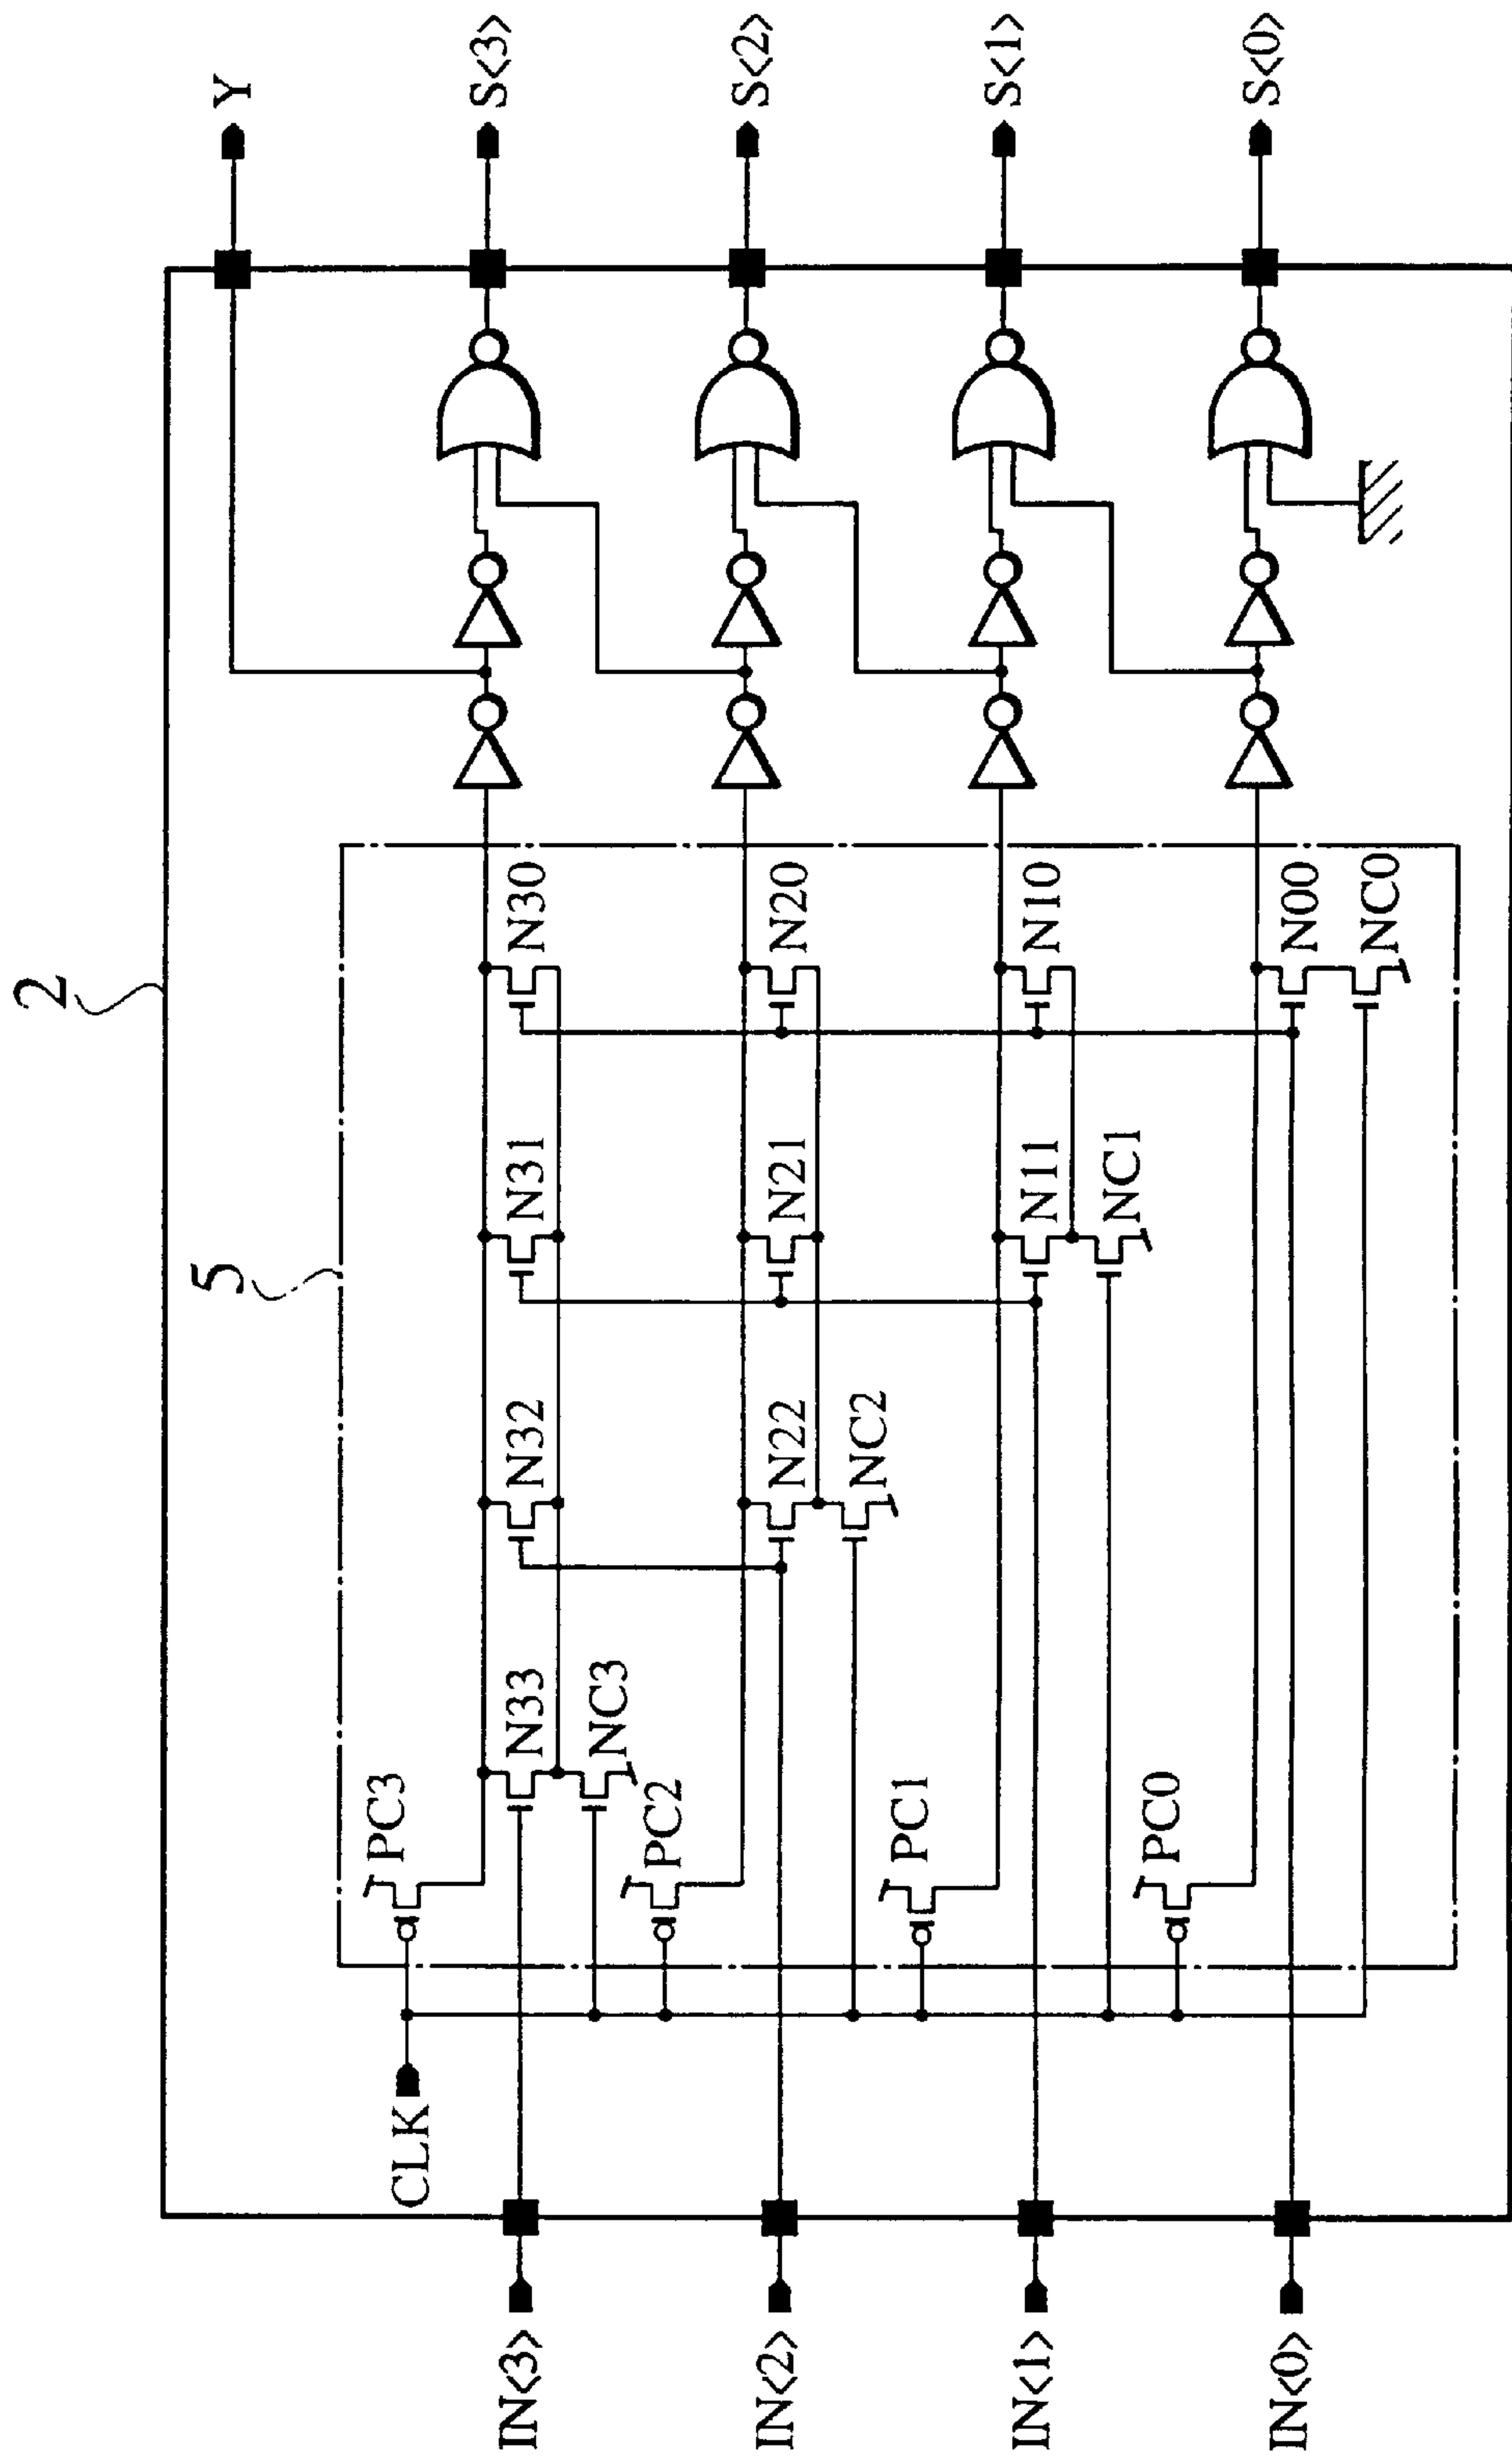 2
5
CLK
IN<3>
IN<2>
IN<1>
IN<0>
PC3
N33
NC3
N32
N31
N30
PC2
N22
NC2
N21
N20
PC1
N11
NC1
N10
PC0
N00
NC0
Y
S<3>
S<2>
S<1>
S<0>